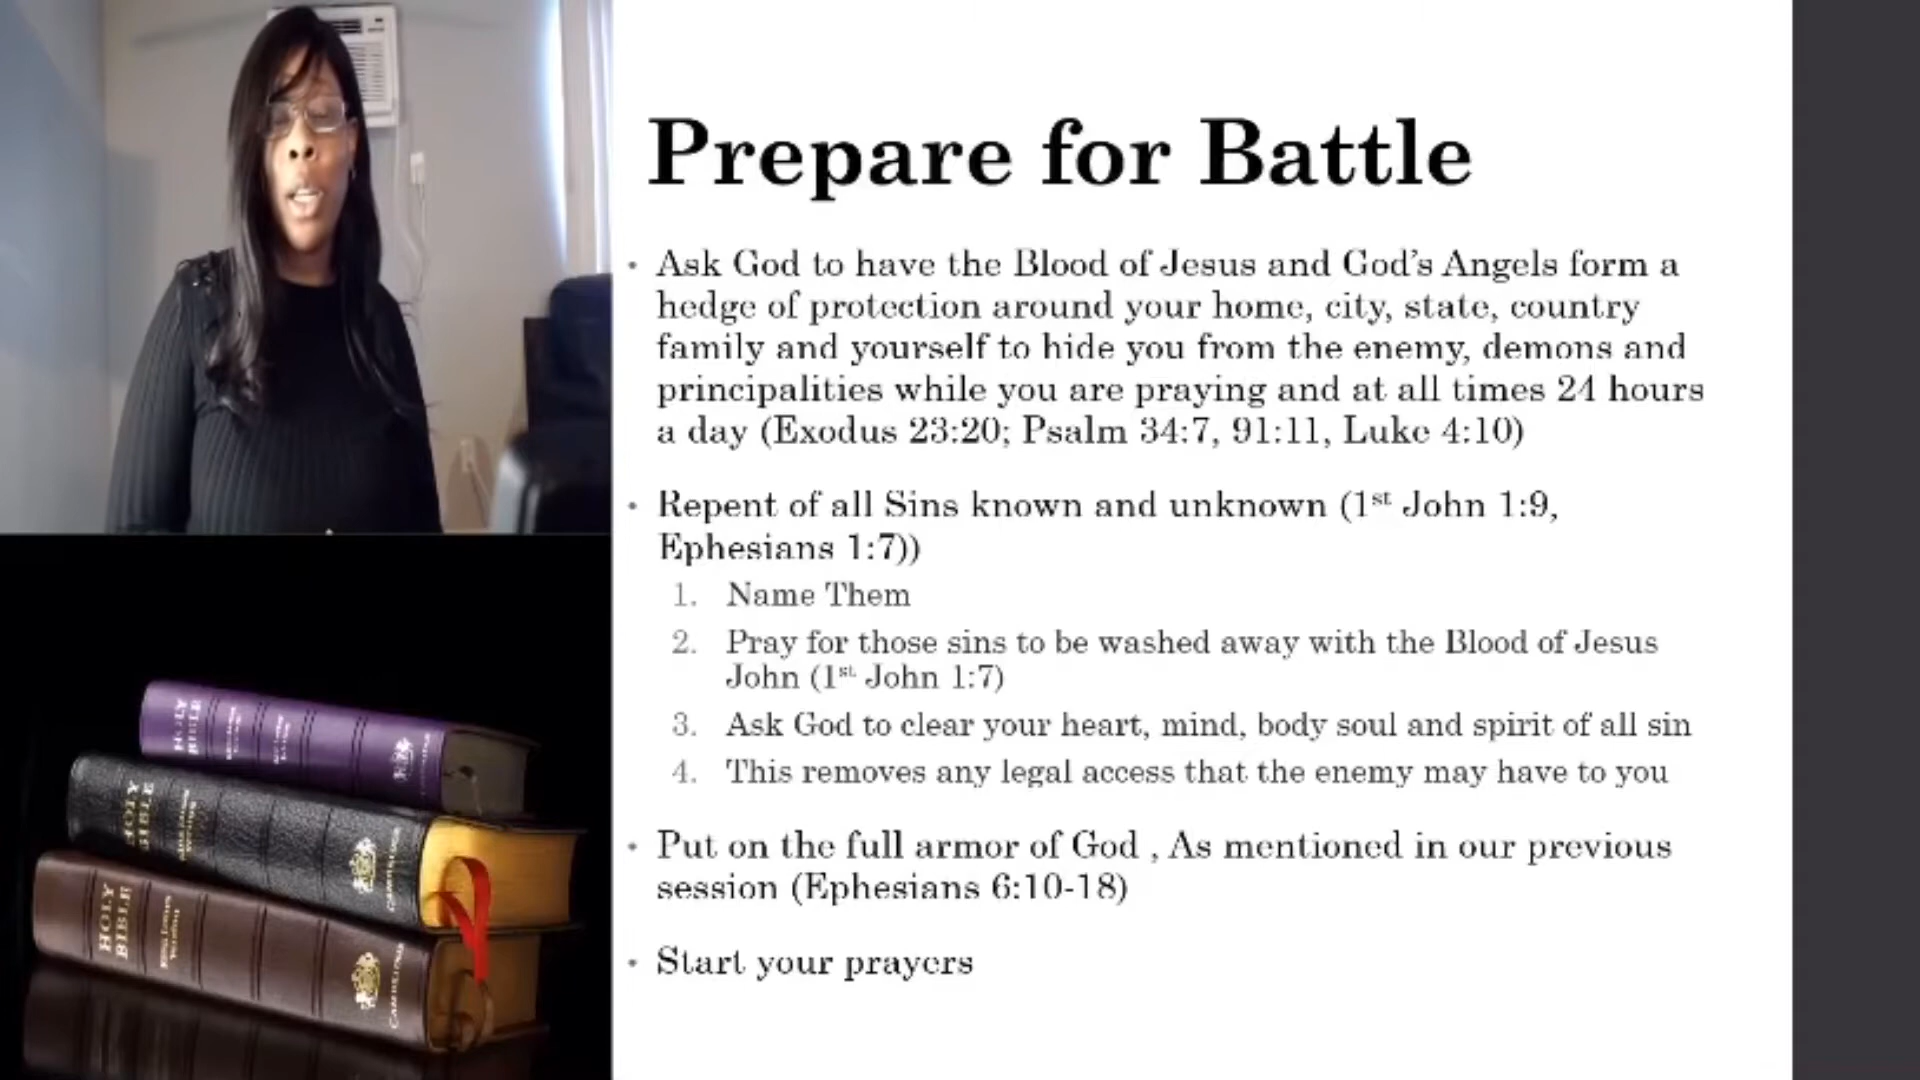 Prepare for Battle
• Ask God to have the Blood of Jesus and God's Angels form a
hedge of protection around your home, city, state, country
family and yourself to hide you from the enemy, demons and
principalities while you are praying and at all times 24 hours
a day (Exodus 23:20; Psalm 34:7, 91:11, Luke 4:10)
• Repent of all Sins known and unknown (1st John 1:9,
Ephesians 1:7))
1. Name Them
2. Pray for those sins to be washed away with the Blood of Jesus
John (1st John 1:7)
3. Ask God to clear your heart, mind, body soul and spirit of all sin
4. This removes any legal access that the enemy may have to you
• Put on the full armor of God , As mentioned in our previous
session (Ephesians 6:10-18)
• Start your prayers
HOLY
BIBLE
HOLY
BIBLE
CAMBRIDGE
HOLY
BIBLE
King James
Version
CAMBRIDGE